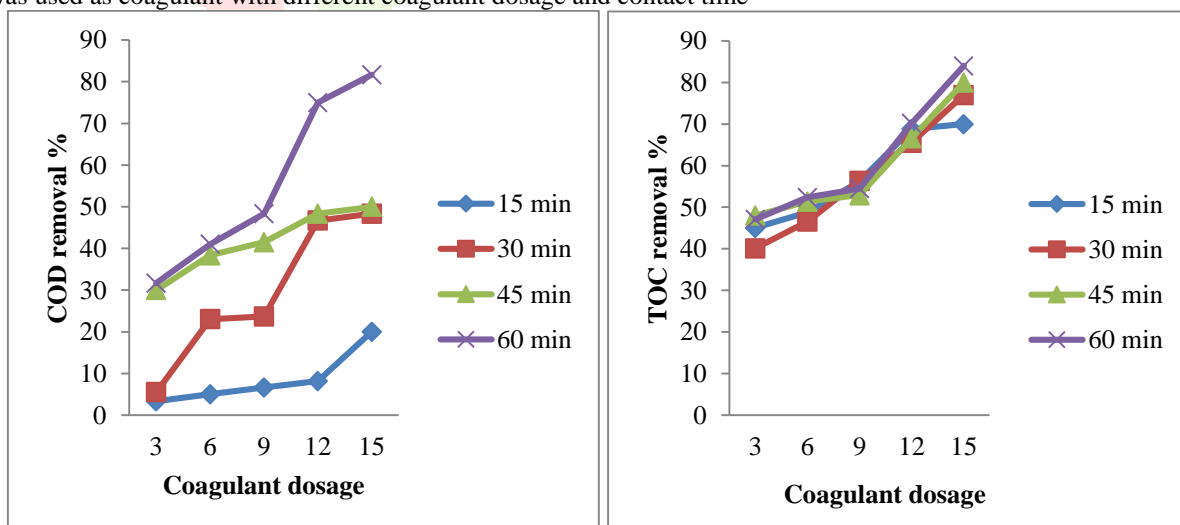 was used as coagulant with different coagulant dosage and contact time
90
80
70
60
50
40
30
20
10
0
COD removal %
3 6 9 12 15
Coagulant dosage
15 min
30 min
45 min
60 min
90
80
70
60
50
40
30
20
10
0
TOC removal %
3 6 9 12 15
Coagulant dosage
15 min
30 min
45 min
60 min